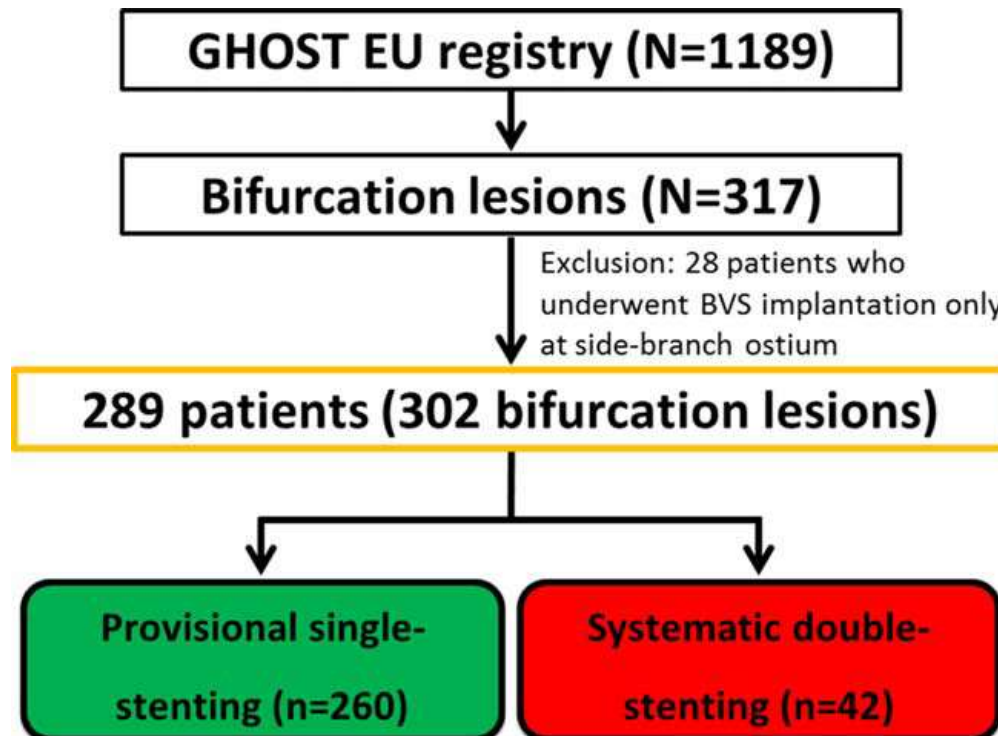 GHOST EU registry (N=1189)
Bifurcation lesions (N=317)
Exclusion: 28 patients who
underwent BVS implantation only
at side-branch ostium
289 patients (302 bifurcation lesions)
Provisional single-
stenting (n=260)
Systematic double-
stenting (n=42)